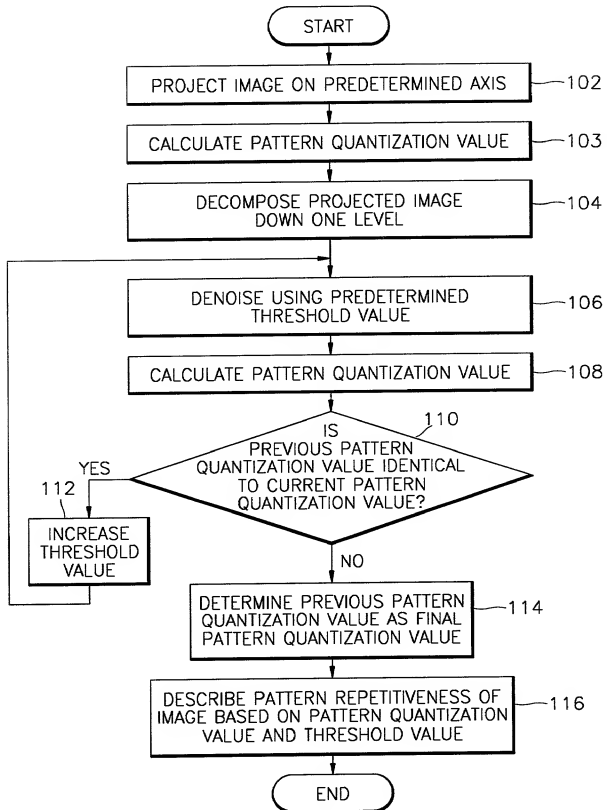 START
PROJECT IMAGE ON PREDETERMINED AXIS
102
CALCULATE PATTERN QUANTIZATION VALUE
103
DECOMPOSE PROJECTED IMAGE
DOWN ONE LEVEL
104
DENOISE USING PREDETERMINED
THRESHOLD VALUE
106
CALCULATE PATTERN QUANTIZATION VALUE
108
110
IS
PREVIOUS PATTERN
QUANTIZATION VALUE IDENTICAL
TO CURRENT PATTERN
QUANTIZATION VALUE?
YES
112
INCREASE
THRESHOLD
VALUE
NO
DETERMINE PREVIOUS PATTERN
QUANTIZATION VALUE AS FINAL
PATTERN QUANTIZATION VALUE
114
DESCRIBE PATTERN REPETITIVENESS OF
IMAGE BASED ON PATTERN QUANTIZATION
VALUE AND THRESHOLD VALUE
116
END